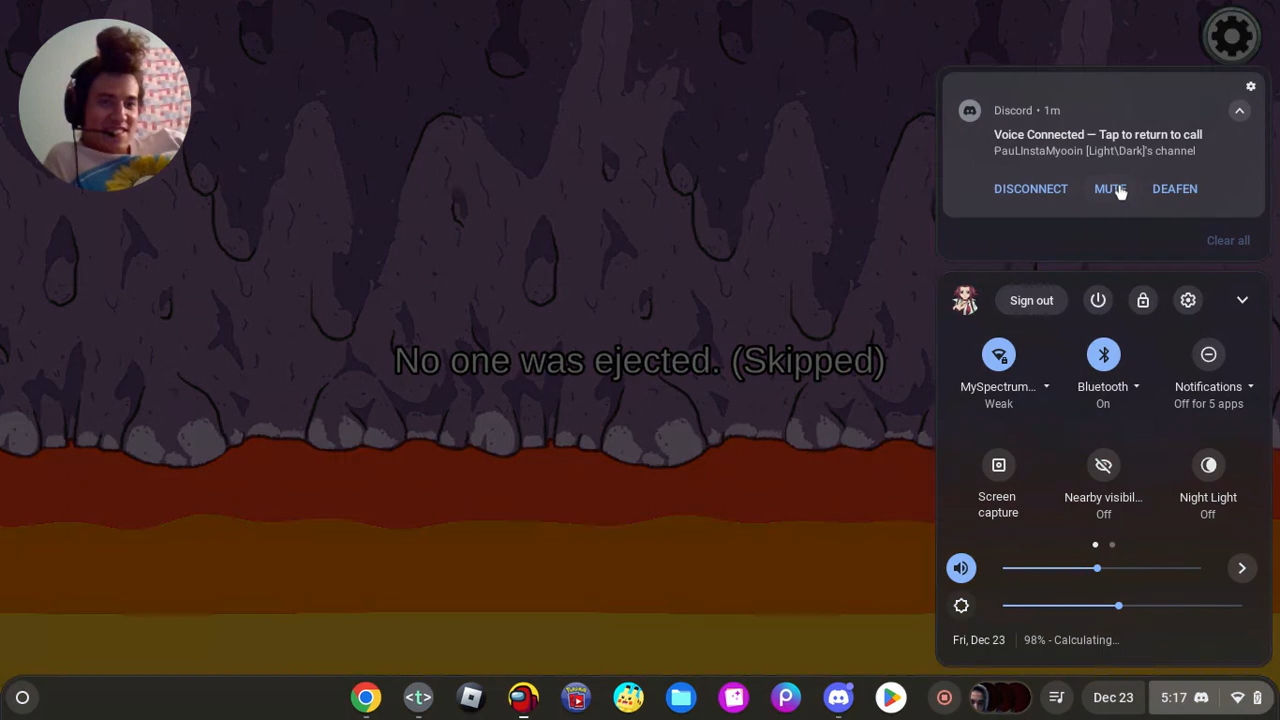 Discord • 1m
Voice Connected — Tap to return to call
PauLInstaMyooin [Light\Dark]'s channel
DISCONNECT MUTE DEAFEN
Clear all
Sign out
No one was ejected. (Skipped)
MySpectrum... Bluetooth Notifications
Weak On Off for 5 apps
Screen capture Nearby visibil... Night Light
Off Off
Fri, Dec 23 98% - Calculating...
Dec 23 5:17